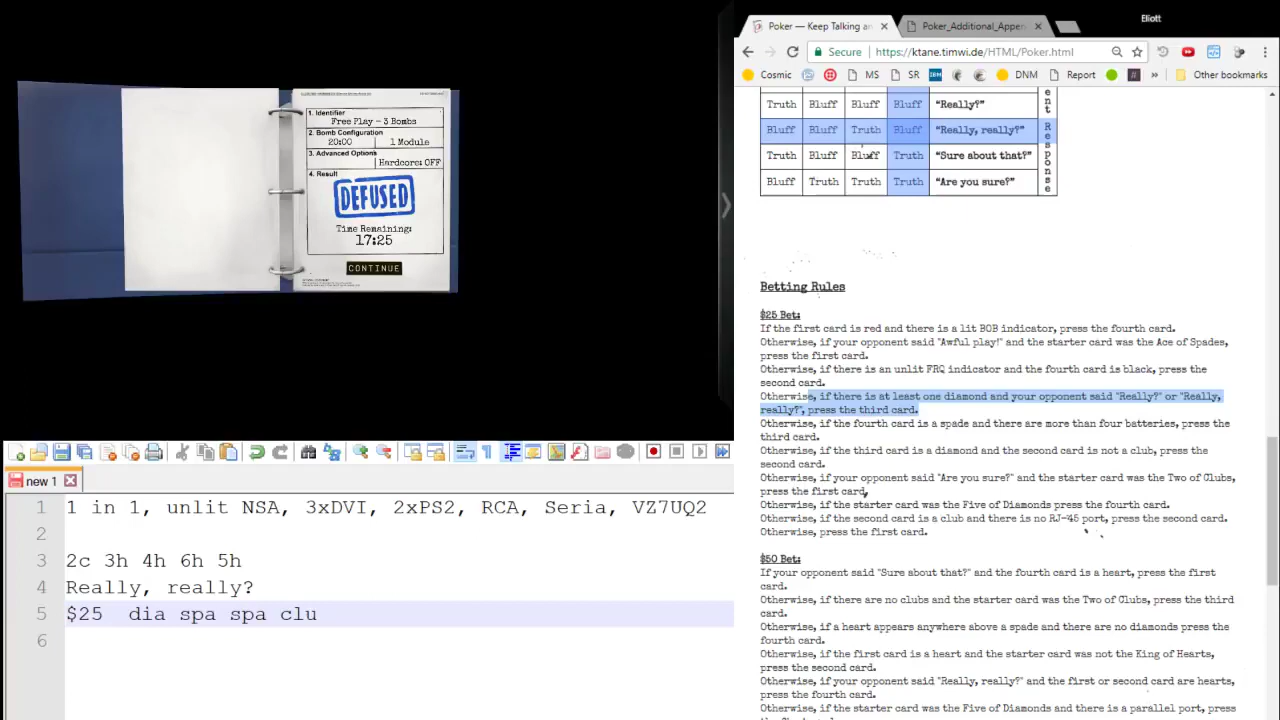 Eliott
Poker — Keep Talking an
Poker_Additional_Appen
Secure
https://ktane.timwi.de/HTML/Poker.html
Cosmic
MS
SR
IBM
DNM
Report
»
Other bookmarks
1. Identifier
Free Play - 3 Bombs
2. Bomb Configuration
20:00
1 Module
3. Advanced Options
Hardcore: OFF
4. Result
DEFUSED
Time Remaining:
17:25
CONTINUE
Truth Bluff Bluff Bluff "Really?"
Bluff Bluff Truth Bluff "Really, really?"
Truth Bluff Bluff Truth "Sure about that?"
Bluff Truth Truth Truth "Are you sure?"
e
n
t
R
e
s
p
o
n
s
e
Betting Rules
$25 Bet:
If the first card is red and there is a lit BOB indicator, press the fourth card.
Otherwise, if your opponent said "Awful play!" and the starter card was the Ace of Spades,
press the first card.
Otherwise, if there is an unlit FRQ indicator and the fourth card is black, press the
second card.
Otherwise, if there is at least one diamond and your opponent said "Really?" or "Really,
really?", press the third card.
Otherwise, if the fourth card is a spade and there are more than four batteries, press the
third card.
Otherwise, if the third card is a diamond and the second card is not a club, press the
second card.
Otherwise, if your opponent said "Are you sure?" and the starter card was the Two of Clubs,
press the first card.
Otherwise, if the starter card was the Five of Diamonds press the fourth card.
Otherwise, if the second card is a club and there is no RJ-45 port, press the second card.
Otherwise, press the first card.
$50 Bet:
If your opponent said "Sure about that?" and the fourth card is a heart, press the first
card.
Otherwise, if there are no clubs and the starter card was the Two of Clubs, press the third
card.
Otherwise, if a heart appears anywhere above a spade and there are no diamonds press the
fourth card.
Otherwise, if the first card is a heart and the starter card was not the King of Hearts,
press the second card.
Otherwise, if your opponent said "Really, really?" and the first or second card are hearts,
press the fourth card.
Otherwise, if the starter card was the Five of Diamonds and there is a parallel port, press
new 1
1 1 in 1, unlit NSA, 3xDVI, 2xPS2, RCA, Seria, VZ7UQ2
2
3 2c 3h 4h 6h 5h
4 Really, really?
5 $25 dia spa spa clu
6